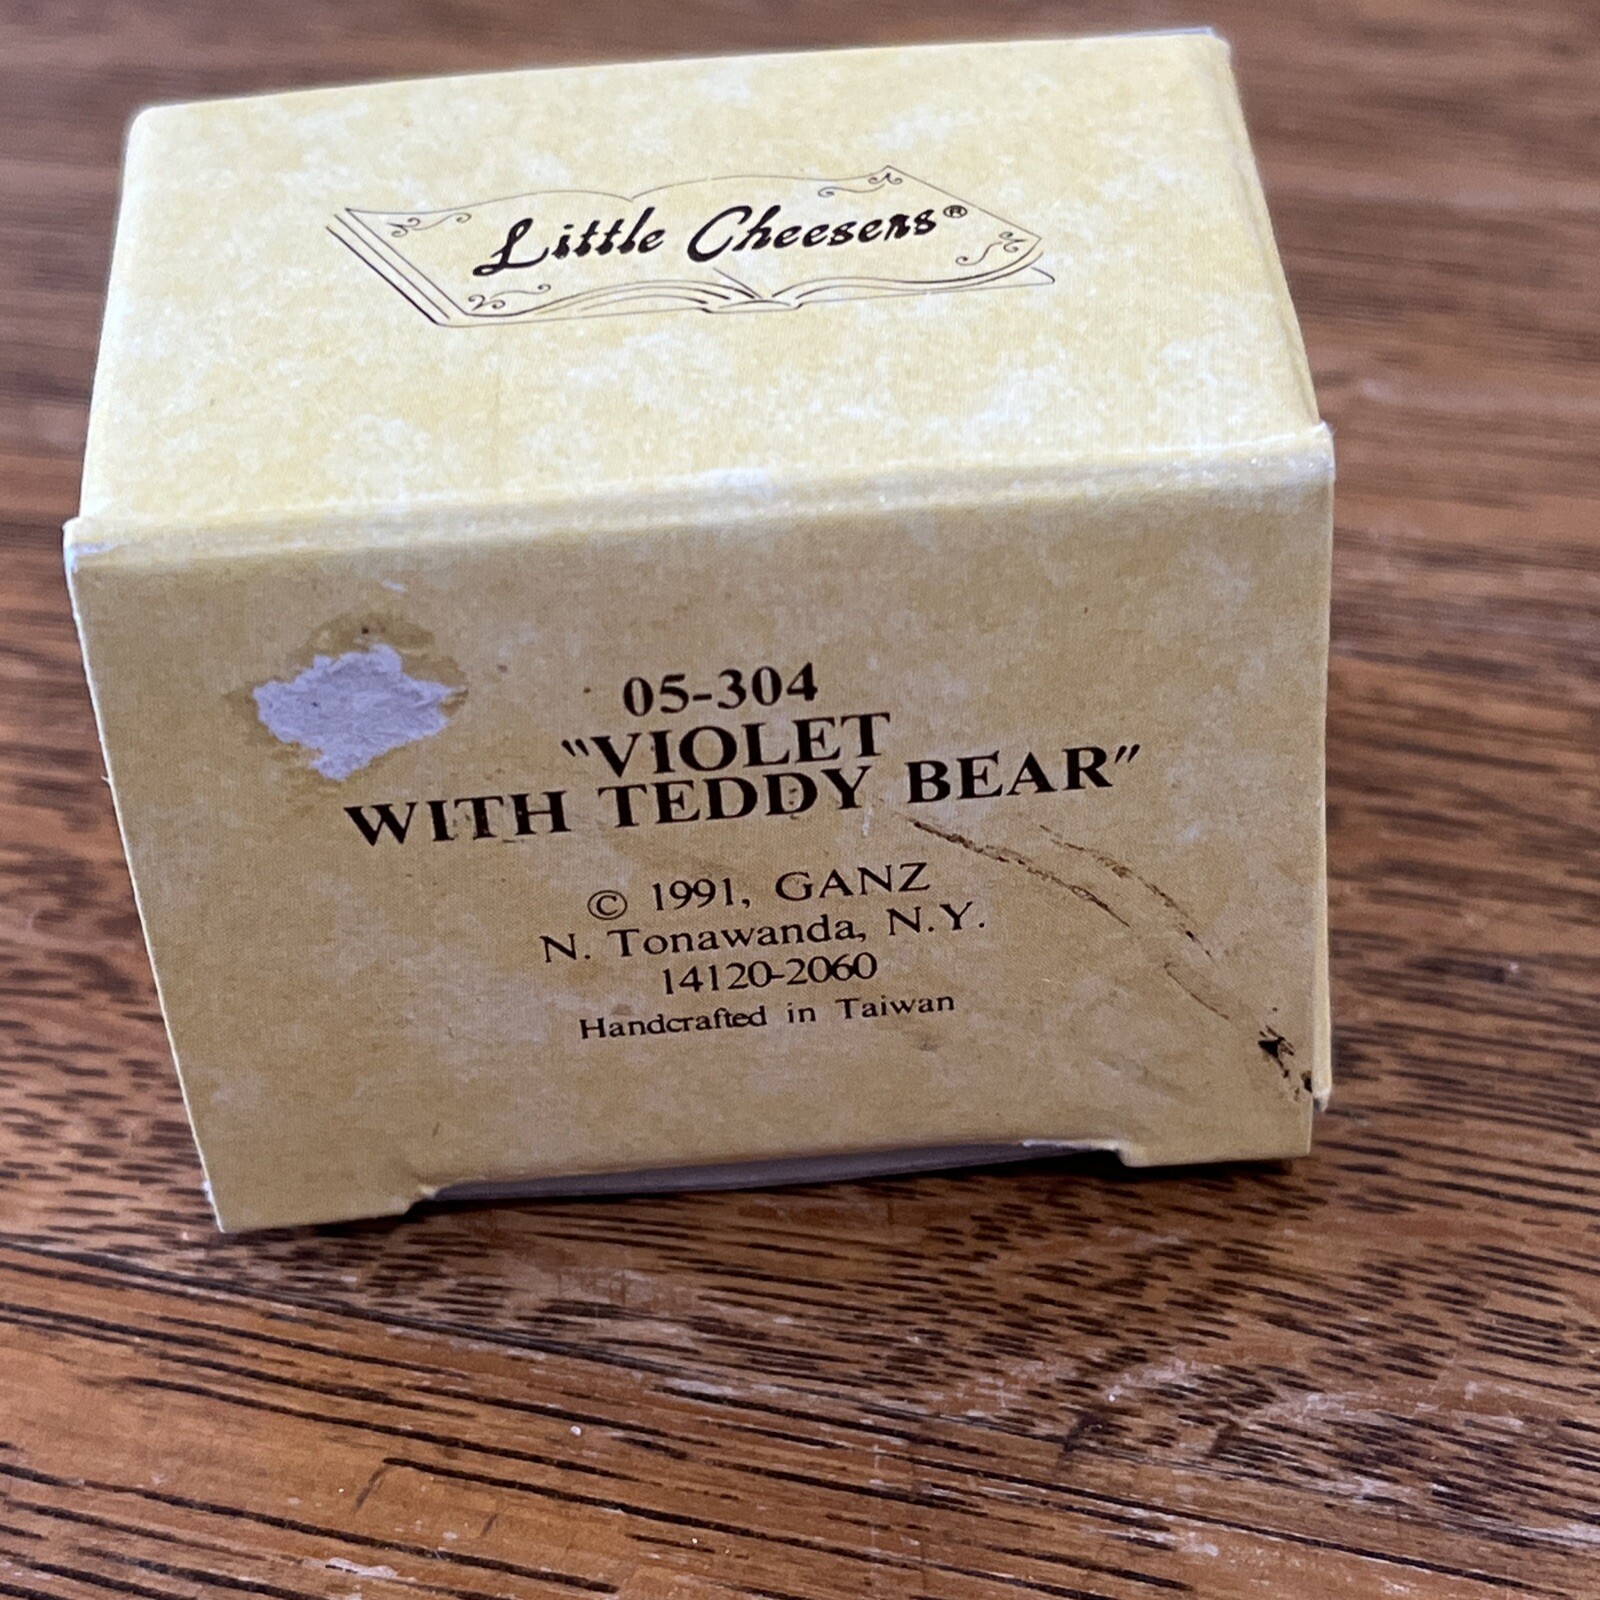 Little Cheesers®
05-304
"VIOLET
WITH TEDDY BEAR"
© 1991, GANZ
N. Tonawanda, N.Y.
14120-2060
Handcrafted in Taiwan